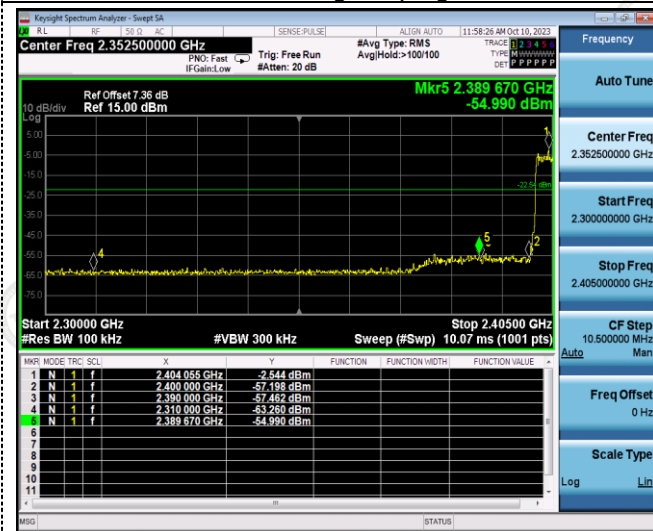 Keysight Spectrum Analyzer - Swept SA
RL RF 50 Ω AC SENSE:PULSE ALIGN AUTO 11:58:26 AM Oct 10, 2023
Center Freq 2.352500000 GHz
PNO: Fast
IFGain:Low
Trig: Free Run
#Atten: 20 dB
#Avg Type: RMS
Avg|Hold:>100/100
TRACE 1 2 3 4 5 6
TYPE M W W W W W
DET P P P P P P
Frequency
Ref Offset 7.36 dB
Ref 15.00 dBm
10 dB/div
Log
Mkr5 2.389 670 GHz
-54.990 dBm
5.00
-5.00
-15.0
-25.0
-35.0
-45.0
-55.0
-65.0
-75.0
1
-22.54 dBm
5
2
4
Start 2.30000 GHz
Stop 2.40500 GHz
#Res BW 100 kHz
#VBW 300 kHz
Sweep (#Swp) 10.07 ms (1001 pts)
MKR MODE TRC SCL X Y FUNCTION FUNCTION WIDTH FUNCTION VALUE
1 N 1 f 2.404 055 GHz -2.544 dBm
2 N 1 f 2.400 000 GHz -57.198 dBm
3 N 1 f 2.390 000 GHz -57.462 dBm
4 N 1 f 2.310 000 GHz -63.260 dBm
5 N 1 f 2.389 670 GHz -54.990 dBm
6
7
8
9
10
11
MSG STATUS
Auto Tune
Center Freq
2.352500000 GHz
Start Freq
2.300000000 GHz
Stop Freq
2.405000000 GHz
CF Step
10.500000 MHz
Auto Man
Freq Offset
0 Hz
Scale Type
Log Lin